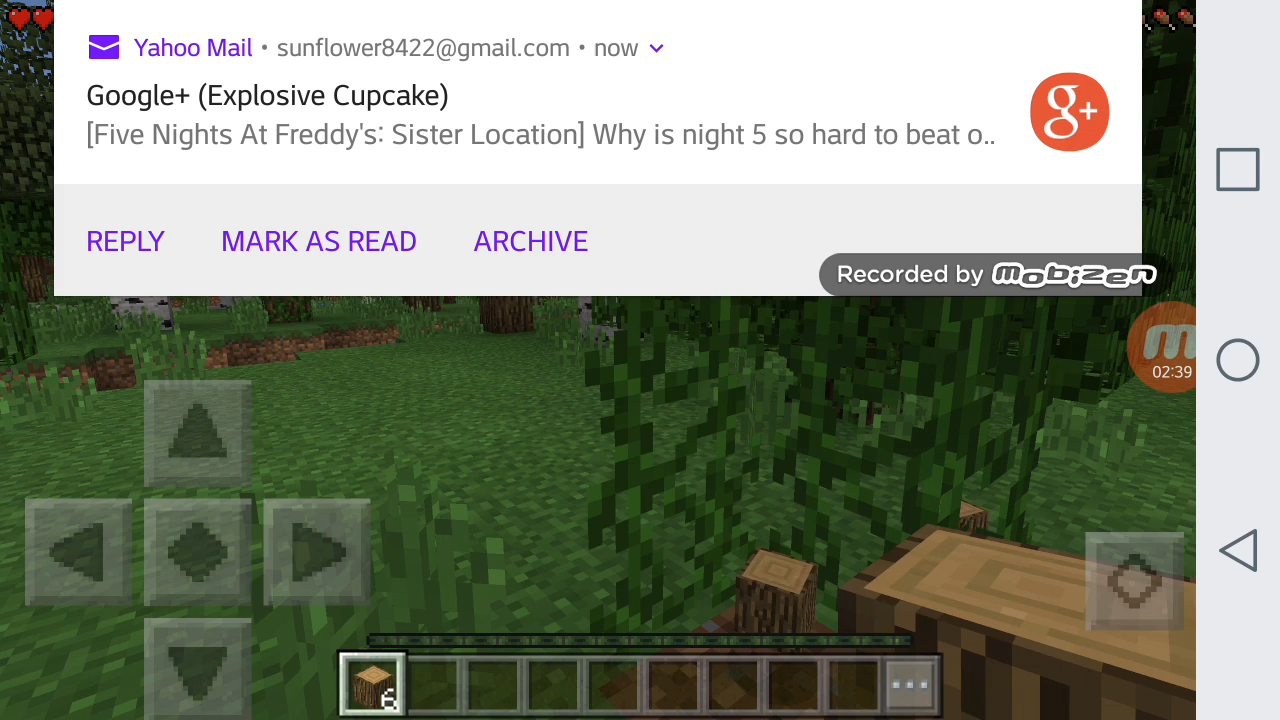 Yahoo Mail • sunflower8422@gmail.com • now
Google+ (Explosive Cupcake)
[Five Nights At Freddy's: Sister Location] Why is night 5 so hard to beat o..
g+
REPLY MARK AS READ ARCHIVE
Recorded by mobizen
m
02:39
6